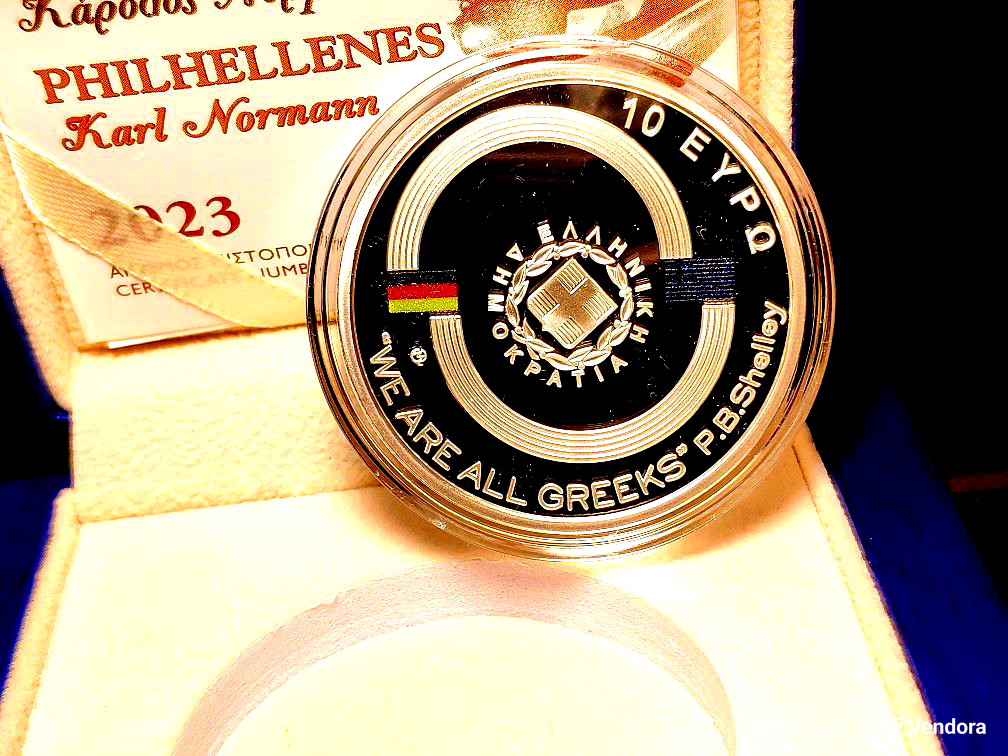 PHILHELLENES
Karl Normann
2023
10 ΕΥΡΩ
ΕΛΛΗΝΙΚΗ
ΔΗΜΟΚΡΑΤΙΑ
"WE ARE ALL GREEKS" P.B.Shelley
Vendora